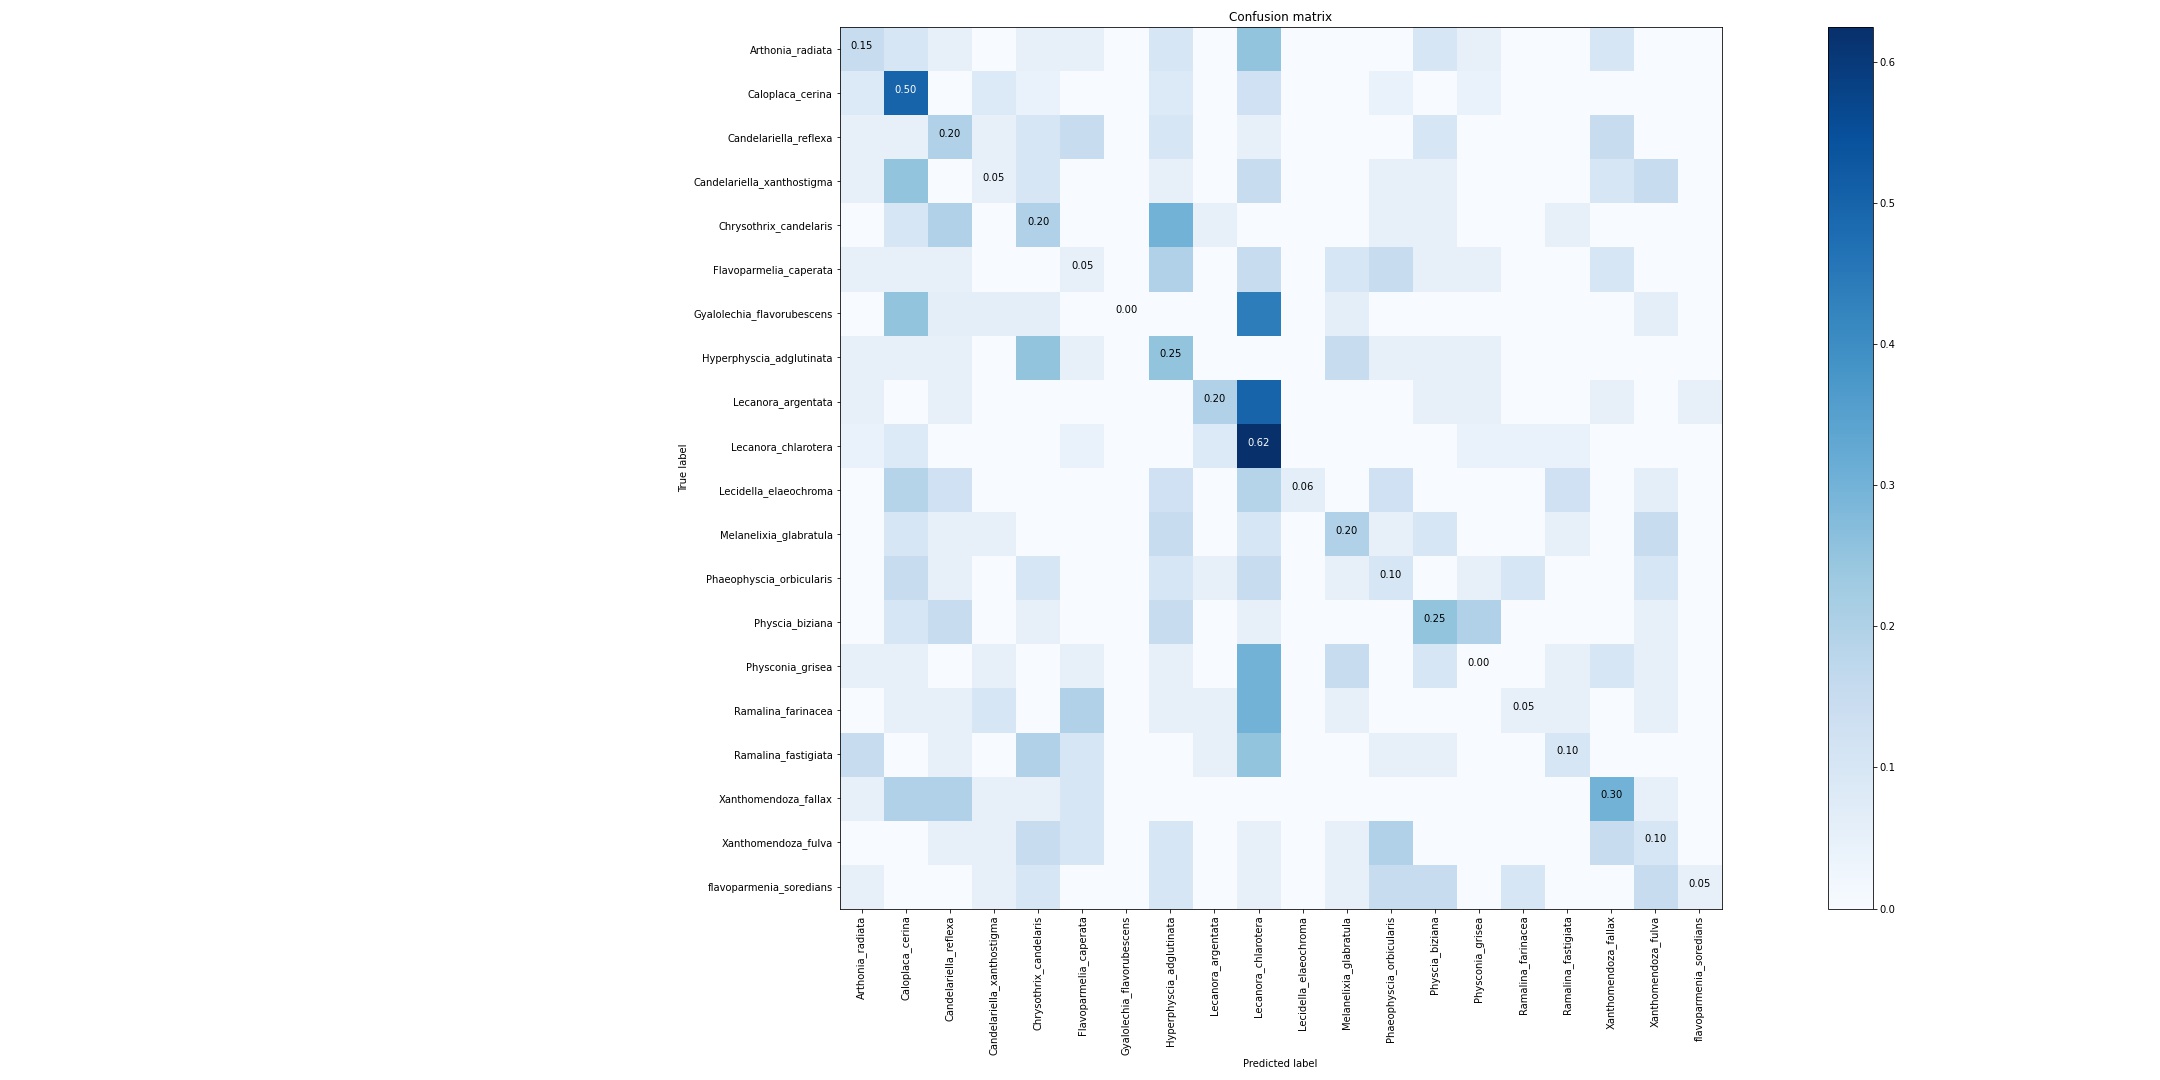 Confusion matrix
Arthonia_radiata
0.15
Caloplaca_cerina
0.50
Candelariella_reflexa
0.20
Candelariella_xanthostigma
0.05
Chrysothrix_candelaris
0.20
Flavoparmelia_caperata
0.05
Gyalolechia_flavorubescens
0.00
Hyperphyscia_adglutinata
0.25
Lecanora_argentata
0.20
Lecanora_chlarotera
0.62
Lecidella_elaeochroma
0.06
Melanelixia_glabratula
0.20
Phaeophyscia_orbicularis
0.10
Physcia_biziana
0.25
Physconia_grisea
0.00
Ramalina_farinacea
0.05
Ramalina_fastigiata
0.10
Xanthomendoza_fallax
0.30
Xanthomendoza_fulva
0.10
flavoparmenia_soredians
0.05
True label
Arthonia_radiata
Caloplaca_cerina
Candelariella_reflexa
Candelariella_xanthostigma
Chrysothrix_candelaris
Flavoparmelia_caperata
Gyalolechia_flavorubescens
Hyperphyscia_adglutinata
Lecanora_argentata
Lecanora_chlarotera
Lecidella_elaeochroma
Melanelixia_glabratula
Phaeophyscia_orbicularis
Physcia_biziana
Physconia_grisea
Ramalina_farinacea
Ramalina_fastigiata
Xanthomendoza_fallax
Xanthomendoza_fulva
flavoparmenia_soredians
Predicted label
0.6
0.5
0.4
0.3
0.2
0.1
0.0